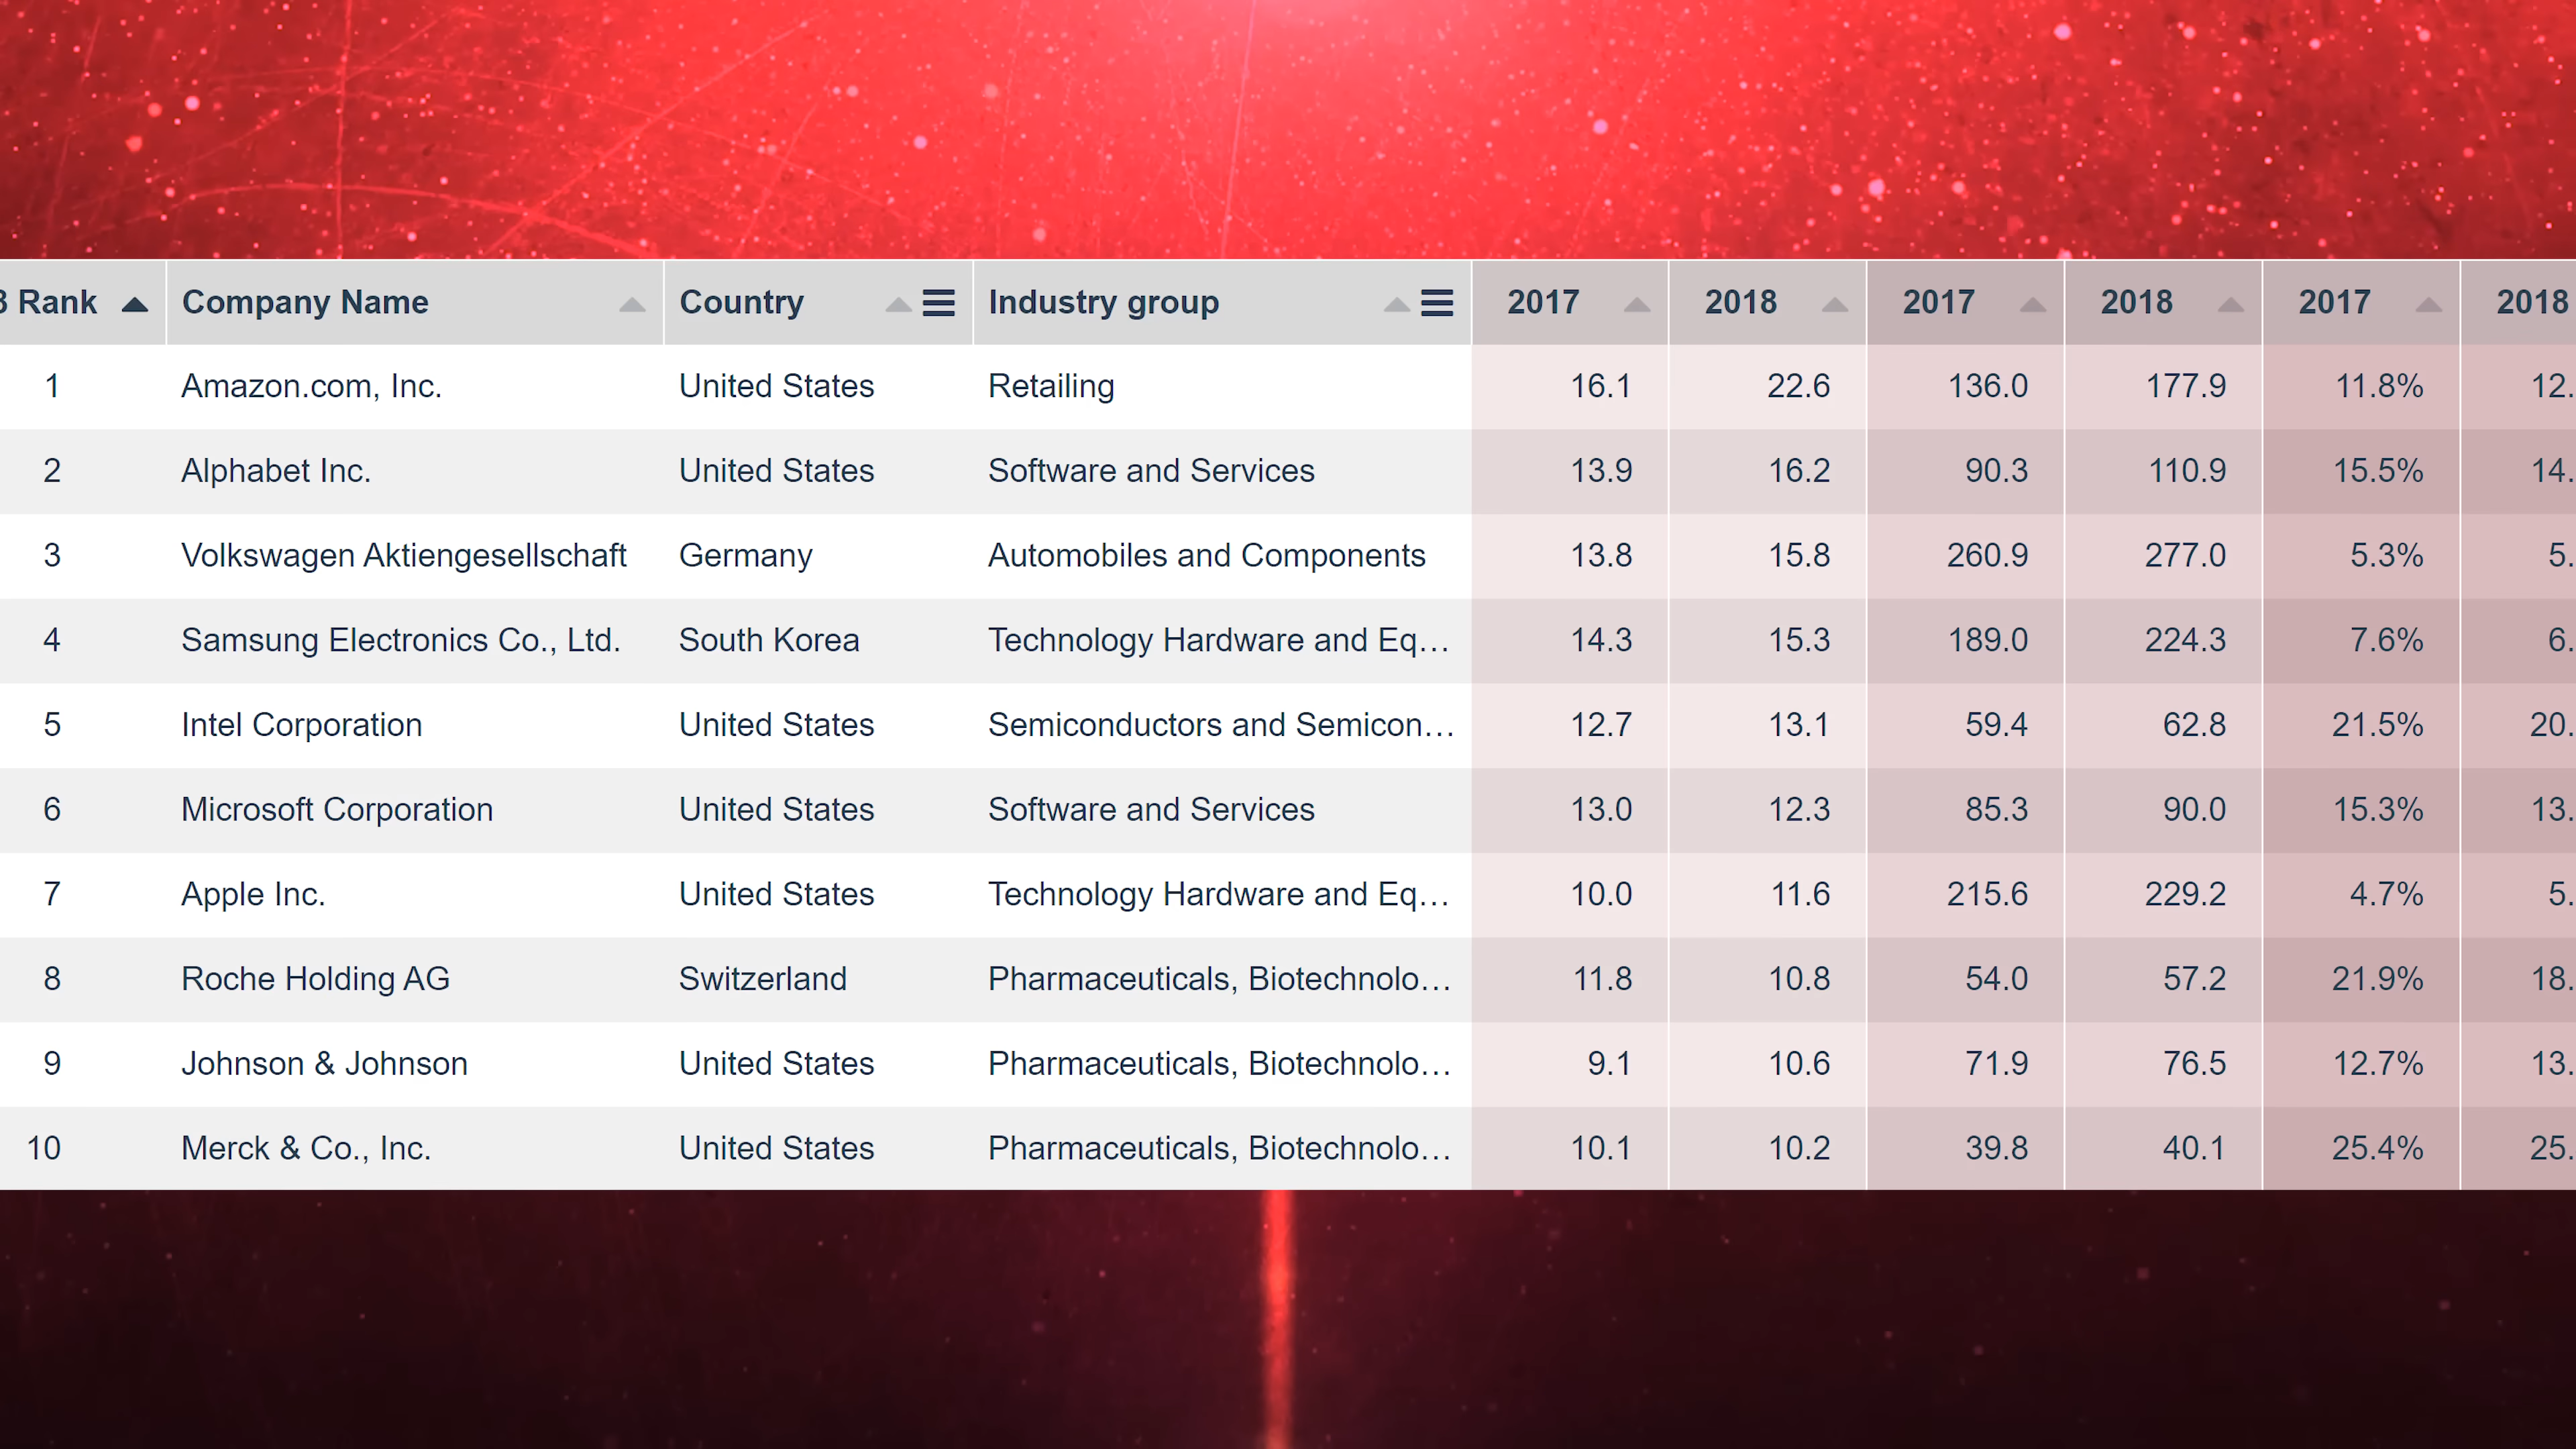 Rank Company Name Country Industry group 2017 2018 2017 2018 2017 2018
1 Amazon.com, Inc. United States Retailing 16.1 22.6 136.0 177.9 11.8% 12.
2 Alphabet Inc. United States Software and Services 13.9 16.2 90.3 110.9 15.5% 14.
3 Volkswagen Aktiengesellschaft Germany Automobiles and Components 13.8 15.8 260.9 277.0 5.3% 5.
4 Samsung Electronics Co., Ltd. South Korea Technology Hardware and Eq... 14.3 15.3 189.0 224.3 7.6% 6.
5 Intel Corporation United States Semiconductors and Semicon... 12.7 13.1 59.4 62.8 21.5% 20.
6 Microsoft Corporation United States Software and Services 13.0 12.3 85.3 90.0 15.3% 13.
7 Apple Inc. United States Technology Hardware and Eq... 10.0 11.6 215.6 229.2 4.7% 5.
8 Roche Holding AG Switzerland Pharmaceuticals, Biotechnolo... 11.8 10.8 54.0 57.2 21.9% 18.
9 Johnson & Johnson United States Pharmaceuticals, Biotechnolo... 9.1 10.6 71.9 76.5 12.7% 13.
10 Merck & Co., Inc. United States Pharmaceuticals, Biotechnolo... 10.1 10.2 39.8 40.1 25.4% 25.